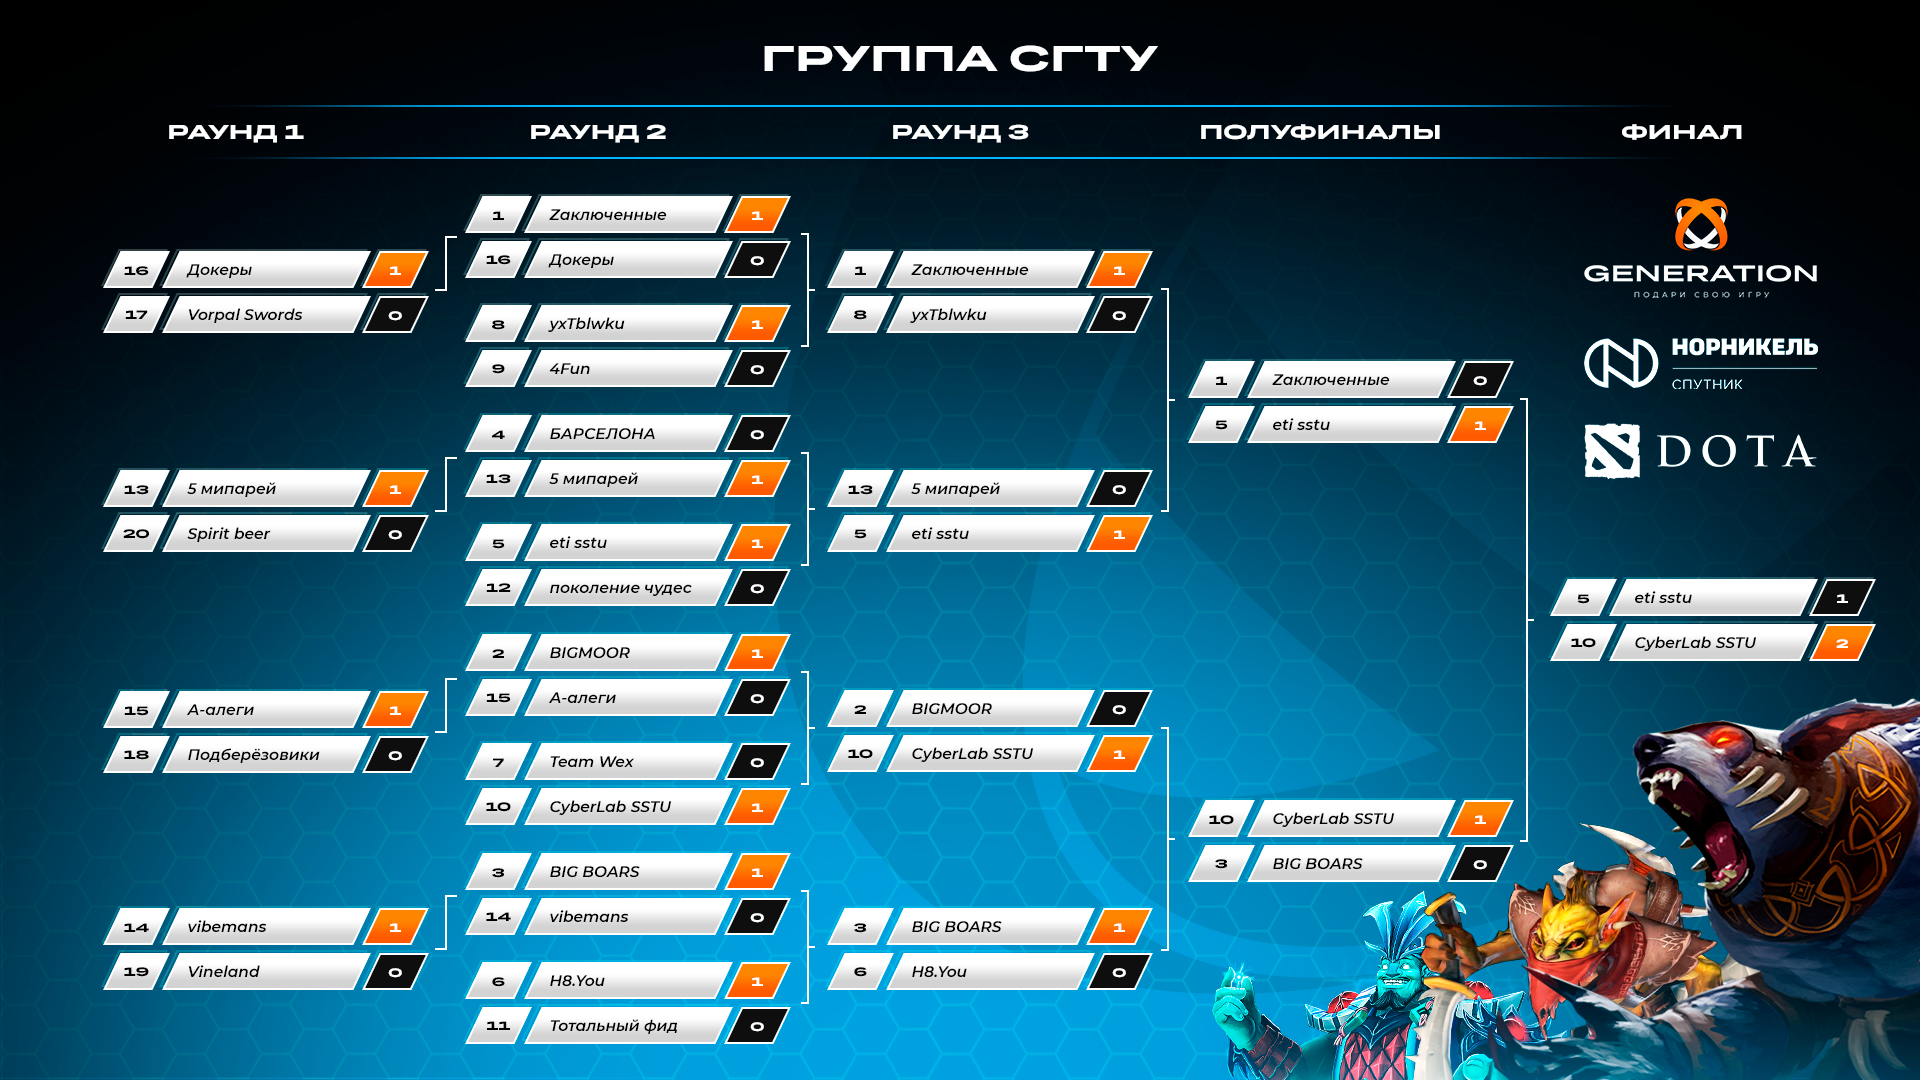 ГРУППА СГТУ
РАУНД 1
РАУНД 2
РАУНД 3
ПОЛУФИНАЛЫ
ФИНАЛ
16 Докеры 1
17 Vorpal Swords 0
13 5 мипарей 1
20 Spirit beer 0
15 А-алеги 1
18 Подберёзовики 0
14 vibemans 1
19 Vineland 0
1 Zаключенные 1
16 Докеры 0
8 yxTblwku 1
9 4Fun 0
4 БАРСЕЛОНА 0
13 5 мипарей 1
5 eti sstu 1
12 поколение чудес 0
2 BIGMOOR 1
15 А-алеги 0
7 Team Wex 0
10 CyberLab SSTU 1
3 BIG BOARS 1
14 vibemans 0
6 H8.You 1
11 Тотальный фид 0
1 Zаключенные 1
8 yxTblwku 0
13 5 мипарей 0
5 eti sstu 1
2 BIGMOOR 0
10 CyberLab SSTU 1
3 BIG BOARS 1
6 H8.You 0
1 Zаключенные 0
5 eti sstu 1
10 CyberLab SSTU 1
3 BIG BOARS 0
GENERATION
ПОДАРИ СВОЮ ИГРУ
НОРНИКЕЛЬ
СПУТНИК
DOTA
5 eti sstu 1
10 CyberLab SSTU 2